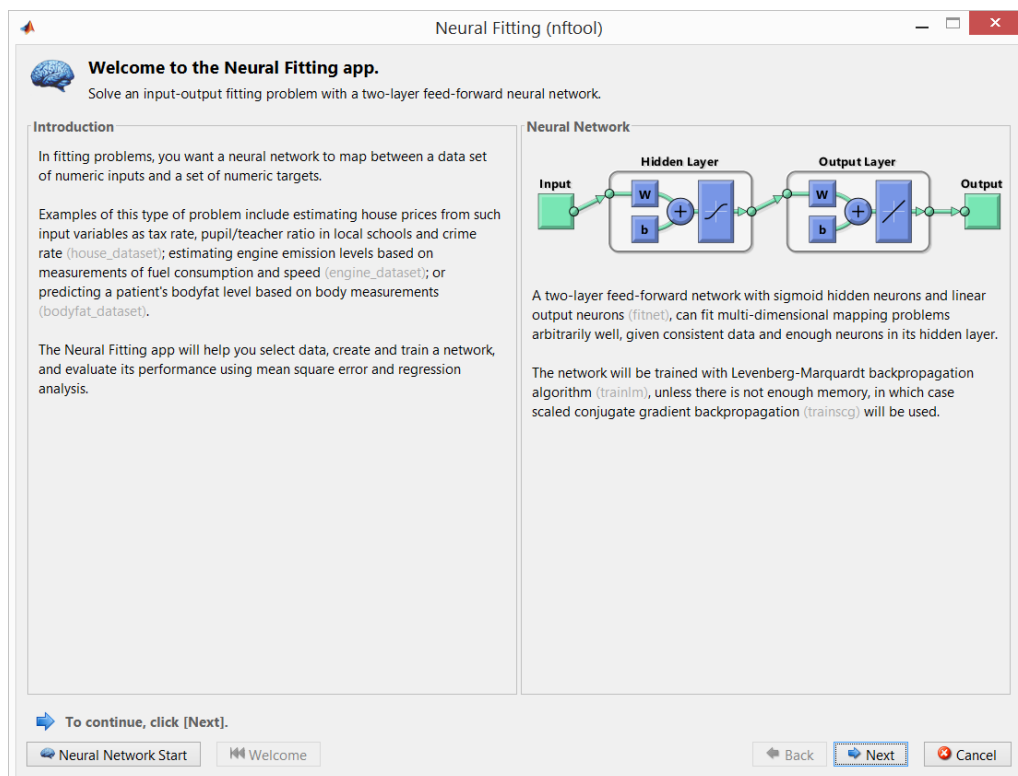 Neural Fitting (nftool)
Welcome to the Neural Fitting app.
Solve an input-output fitting problem with a two-layer feed-forward neural network.
Introduction
In fitting problems, you want a neural network to map between a data set
of numeric inputs and a set of numeric targets.
Examples of this type of problem include estimating house prices from such
input variables as tax rate, pupil/teacher ratio in local schools and crime
rate (house_dataset); estimating engine emission levels based on
measurements of fuel consumption and speed (engine_dataset); or
predicting a patient's bodyfat level based on body measurements
(bodyfat_dataset).
The Neural Fitting app will help you select data, create and train a network,
and evaluate its performance using mean square error and regression
analysis.
Neural Network
Hidden Layer
Output Layer
Input
W
b
+
W
b
+
Output
A two-layer feed-forward network with sigmoid hidden neurons and linear
output neurons (fitnet), can fit multi-dimensional mapping problems
arbitrarily well, given consistent data and enough neurons in its hidden layer.
The network will be trained with Levenberg-Marquardt backpropagation
algorithm (trainlm), unless there is not enough memory, in which case
scaled conjugate gradient backpropagation (trainscg) will be used.
To continue, click [Next].
Neural Network Start
Welcome
Back
Next
Cancel